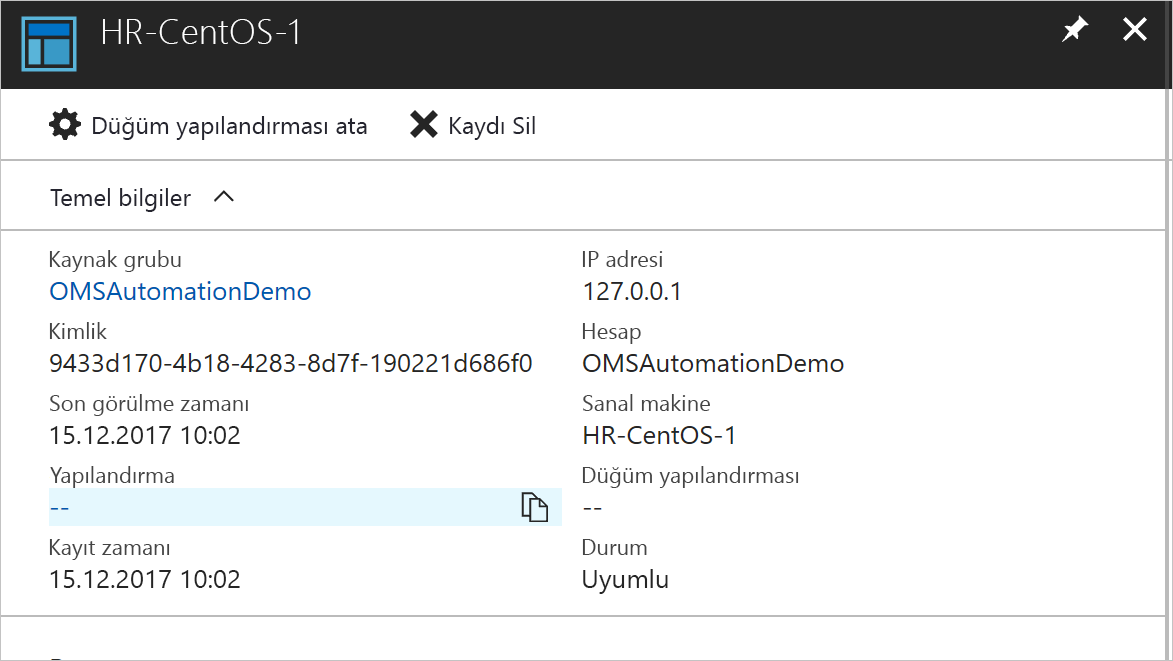 HR-CentOS-1
Düğüm yapılandırması ata
Kaydı Sil
Temel bilgiler
Kaynak grubu
OMSAutomationDemo
IP adresi
127.0.0.1
Kimlik
9433d170-4b18-4283-8d7f-190221d686f0
Hesap
OMSAutomationDemo
Son görülme zamanı
15.12.2017 10:02
Sanal makine
HR-CentOS-1
Yapılandırma
--
Düğüm yapılandırması
--
Kayıt zamanı
15.12.2017 10:02
Durum
Uyumlu